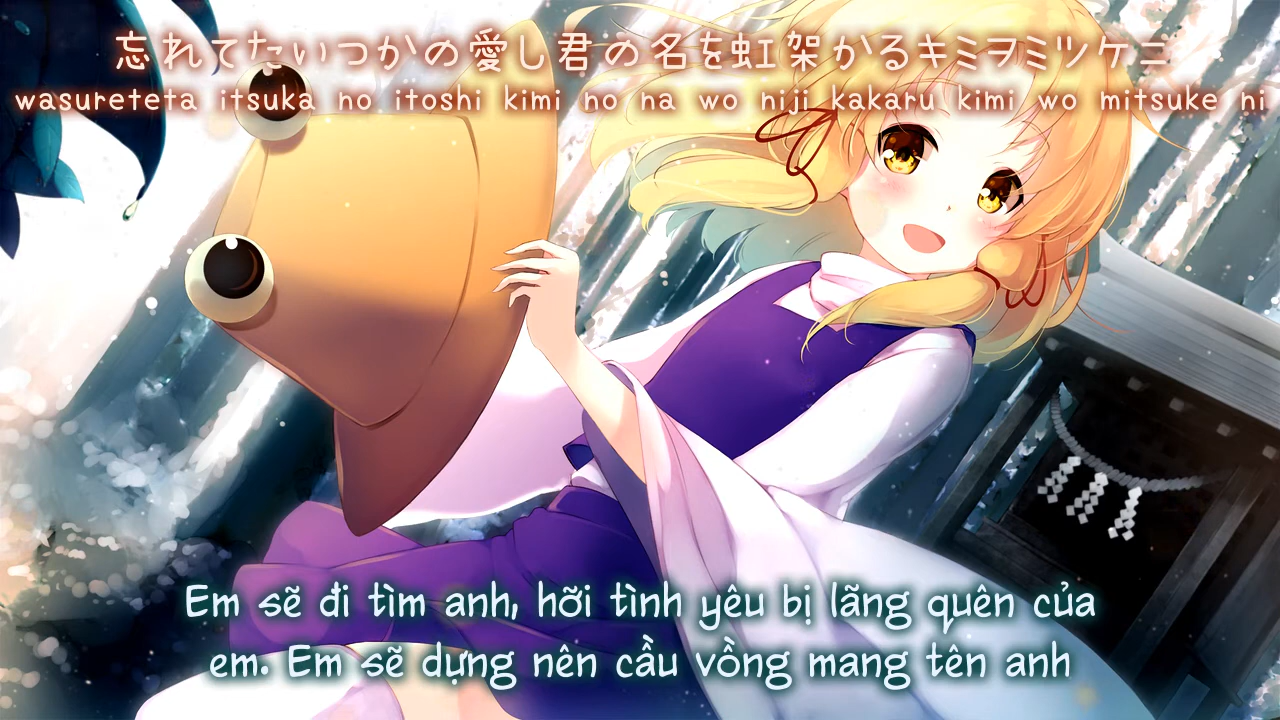 忘れてたいつかの愛し君の名を虹架かるキミヲミツケニ
wasureteta itsuka no itoshi kimi no na wo niji kakaru kimi wo mitsuke ni
Em sẽ đi tìm anh, hỡi tình yêu bị lãng quên của
em. Em sẽ dựng nên cầu vồng mang tên anh